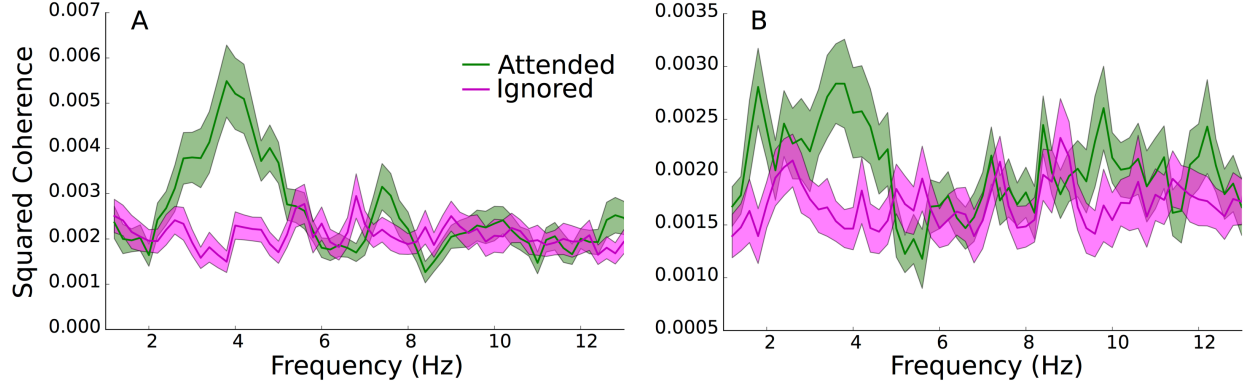 A
B
Squared Coherence
0.007
0.006
0.005
0.004
0.003
0.002
0.001
0.000
Attended
Ignored
2 4 6 8 10 12
Frequency (Hz)
0.0035
0.0030
0.0025
0.0020
0.0015
0.0010
0.0005
2 4 6 8 10 12
Frequency (Hz)